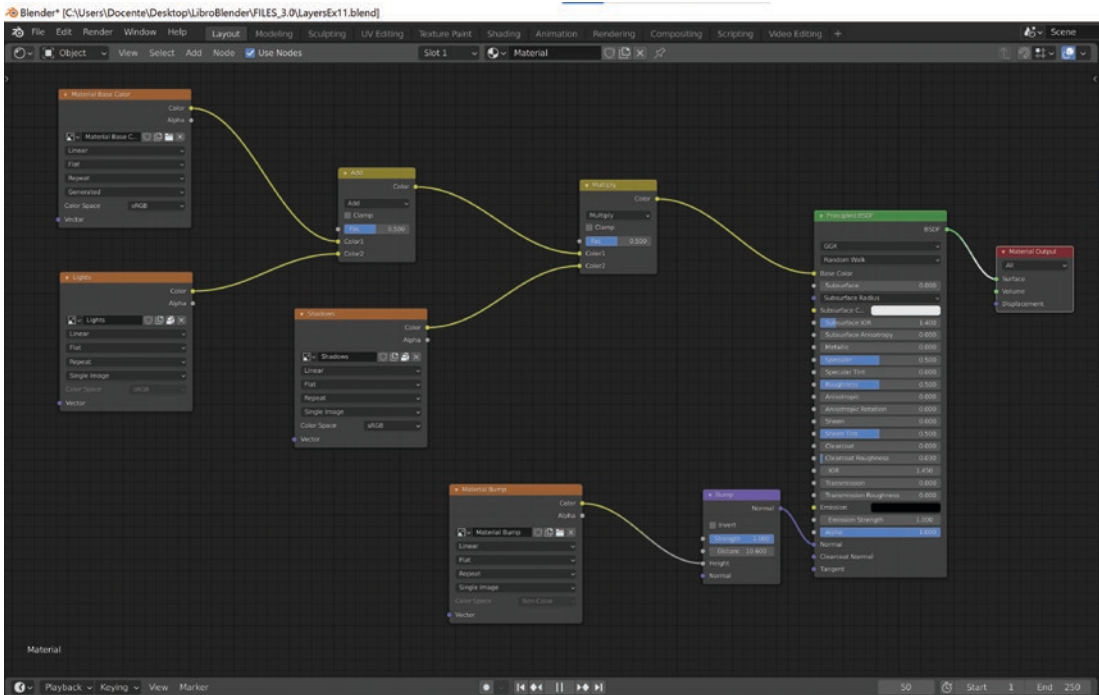 Blender* [C:\Users\Docente\Desktop\LibroBlender\FILES_3.0\LayersEx11.blend]
File Edit Render Window Help Layout Modeling Sculpting UV Editing Texture Paint Shading Animation Rendering Compositing Scripting Video Editing + Scene
Object View Select Add Node Use Nodes Slot 1 Material
Material Base Color
Color
Alpha
Material Base C...
Linear
Flat
Repeat
Generated
Color Space sRGB
Vector
Lights
Color
Alpha
Lights
Linear
Flat
Repeat
Single Image
Color Space sRGB
Vector
Add
Color
Add
Clamp
Fac 0.500
Color1
Color2
Shadows
Color
Alpha
Shadows
Linear
Flat
Repeat
Single Image
Color Space sRGB
Vector
Multiply
Color
Multiply
Clamp
Fac 0.500
Color1
Color2
Material Bump
Color
Alpha
Material Bump
Linear
Flat
Repeat
Single Image
Color Space Non-Color
Vector
Bump
Normal
Invert
Strength 1.000
Distanc 10.600
Height
Normal
Principled BSDF
BSDF
GGX
Random Walk
Base Color
Subsurface 0.000
Subsurface Radius
Subsurface C...
Subsurface IOR 1.400
Subsurface Anisotropy 0.000
Metallic 0.000
Specular 0.500
Specular Tint 0.000
Roughness 0.500
Anisotropic 0.000
Anisotropic Rotation 0.000
Sheen 0.000
Sheen Tint 0.500
Clearcoat 0.000
Clearcoat Roughness 0.030
IOR 1.450
Transmission 0.000
Transmission Roughness 0.000
Emission
Emission Strength 1.000
Alpha 1.000
Normal
Clearcoat Normal
Tangent
Material Output
All
Surface
Volume
Displacement
Material
Playback Keying View Marker 50 Start 1 End 250